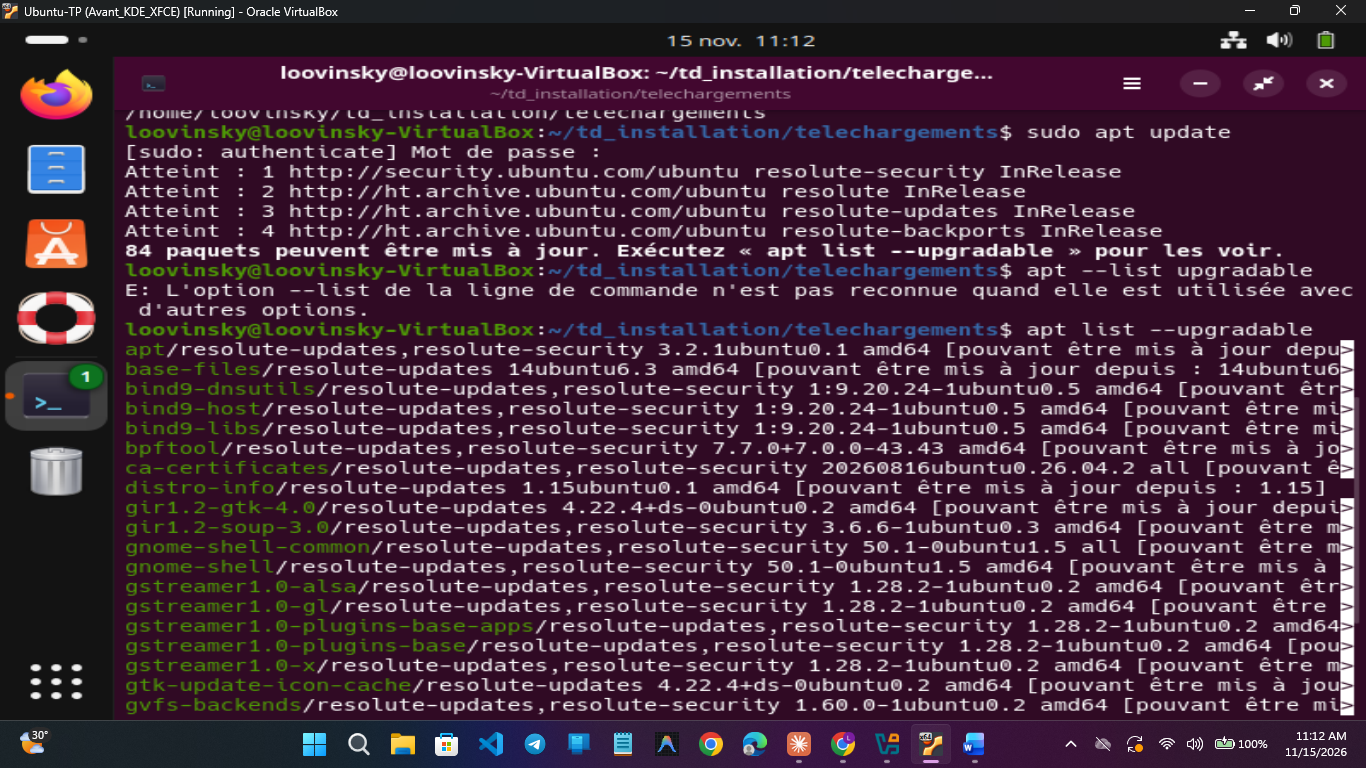 Ubuntu-TP (Avant_KDE_XFCE) [Running] - Oracle VirtualBox
15 nov. 11:12
loovinsky@loovinsky-VirtualBox: ~/td_installation/telecharge...
~/td_installation/telechargements
/home/loovinsky/td_installation/telechargements
loovinsky@loovinsky-VirtualBox:~/td_installation/telechargements$ sudo apt update
[sudo: authenticate] Mot de passe :
Atteint : 1 http://security.ubuntu.com/ubuntu resolute-security InRelease
Atteint : 2 http://ht.archive.ubuntu.com/ubuntu resolute InRelease
Atteint : 3 http://ht.archive.ubuntu.com/ubuntu resolute-updates InRelease
Atteint : 4 http://ht.archive.ubuntu.com/ubuntu resolute-backports InRelease
84 paquets peuvent être mis à jour. Exécutez « apt list --upgradable » pour les voir.
loovinsky@loovinsky-VirtualBox:~/td_installation/telechargements$ apt --list upgradable
E: L'option --list de la ligne de commande n'est pas reconnue quand elle est utilisée avec
d'autres options.
loovinsky@loovinsky-VirtualBox:~/td_installation/telechargements$ apt list --upgradable
apt/resolute-updates,resolute-security 3.2.1ubuntu0.1 amd64 [pouvant être mis à jour depu>
base-files/resolute-updates 14ubuntu6.3 amd64 [pouvant être mis à jour depuis : 14ubuntu6>
bind9-dnsutils/resolute-updates,resolute-security 1:9.20.24-1ubuntu0.5 amd64 [pouvant êtr>
bind9-host/resolute-updates,resolute-security 1:9.20.24-1ubuntu0.5 amd64 [pouvant être mi>
bind9-libs/resolute-updates,resolute-security 1:9.20.24-1ubuntu0.5 amd64 [pouvant être mi>
bpftool/resolute-updates,resolute-security 7.7.0+7.0.0-43.43 amd64 [pouvant être mis à jo>
ca-certificates/resolute-updates,resolute-security 20260816ubuntu0.26.04.2 all [pouvant ê>
distro-info/resolute-updates 1.15ubuntu0.1 amd64 [pouvant être mis à jour depuis : 1.15]
gir1.2-gtk-4.0/resolute-updates 4.22.4+ds-0ubuntu0.2 amd64 [pouvant être mis à jour depui>
gir1.2-soup-3.0/resolute-updates,resolute-security 3.6.6-1ubuntu0.3 amd64 [pouvant être m>
gnome-shell-common/resolute-updates,resolute-security 50.1-0ubuntu1.5 all [pouvant être m>
gnome-shell/resolute-updates,resolute-security 50.1-0ubuntu1.5 amd64 [pouvant être mis à >
gstreamer1.0-alsa/resolute-updates,resolute-security 1.28.2-1ubuntu0.2 amd64 [pouvant êtr>
gstreamer1.0-gl/resolute-updates,resolute-security 1.28.2-1ubuntu0.2 amd64 [pouvant être >
gstreamer1.0-plugins-base-apps/resolute-updates,resolute-security 1.28.2-1ubuntu0.2 amd64>
gstreamer1.0-plugins-base/resolute-updates,resolute-security 1.28.2-1ubuntu0.2 amd64 [pou>
gstreamer1.0-x/resolute-updates,resolute-security 1.28.2-1ubuntu0.2 amd64 [pouvant être m>
gtk-update-icon-cache/resolute-updates 4.22.4+ds-0ubuntu0.2 amd64 [pouvant être mis à jou>
gvfs-backends/resolute-updates,resolute-security 1.60.0-1ubuntu0.2 amd64 [pouvant être mi>
1
30°
100%
11:12 AM
11/15/2026